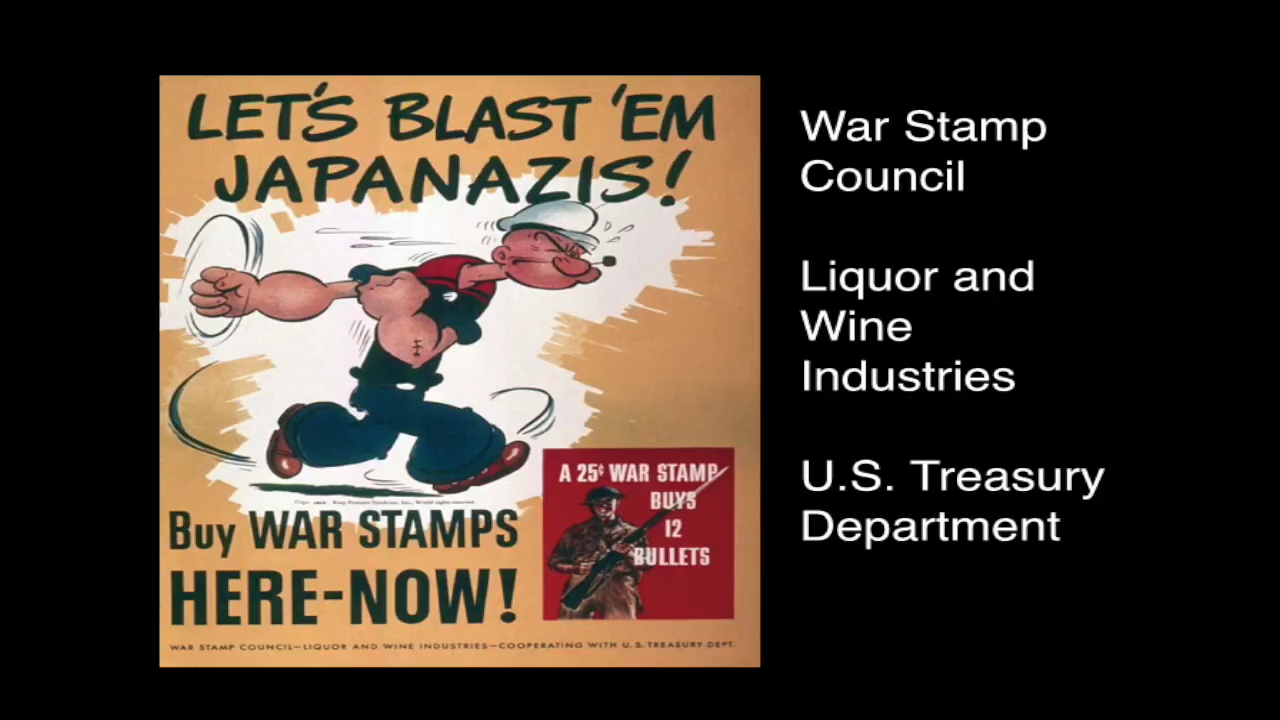 LET'S BLAST 'EM
JAPANAZIS!
A 25¢ WAR STAMP
BUYS
12
BULLETS
Buy WAR STAMPS
HERE-NOW!
WAR STAMP COUNCIL—LIQUOR AND WINE INDUSTRIES—COOPERATING WITH U.S. TREASURY DEPT.
War Stamp
Council
Liquor and
Wine
Industries
U.S. Treasury
Department